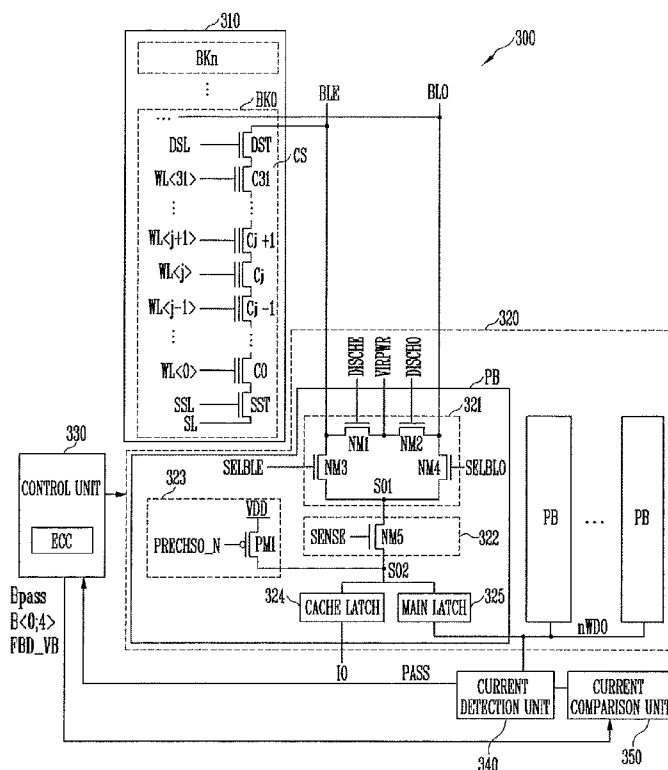 310
300
BKn
⋮
BK0
...
BLE
BLO
DSL
DST
CS
WL<31>
C31
⋮
⋮
WL<j+1>
Cj+1
WL<j>
Cj
WL<j-1>
Cj-1
⋮
⋮
WL<0>
C0
SSL
SST
SL
320
DISCHE
VIRPWR
DISCHO
PB
321
NM1
NM2
SELBLE
NM3
NM4
SELBLO
SO1
330
CONTROL UNIT
ECC
323
VDD
PRECHSO_N
PM1
SENSE
NM5
322
SO2
324
CACHE LATCH
MAIN LATCH
325
PB
...
PB
nWDO
Bpass
B<0;4>
FBD_VB
IO
PASS
CURRENT
DETECTION UNIT
CURRENT
COMPARISON UNIT
340
350